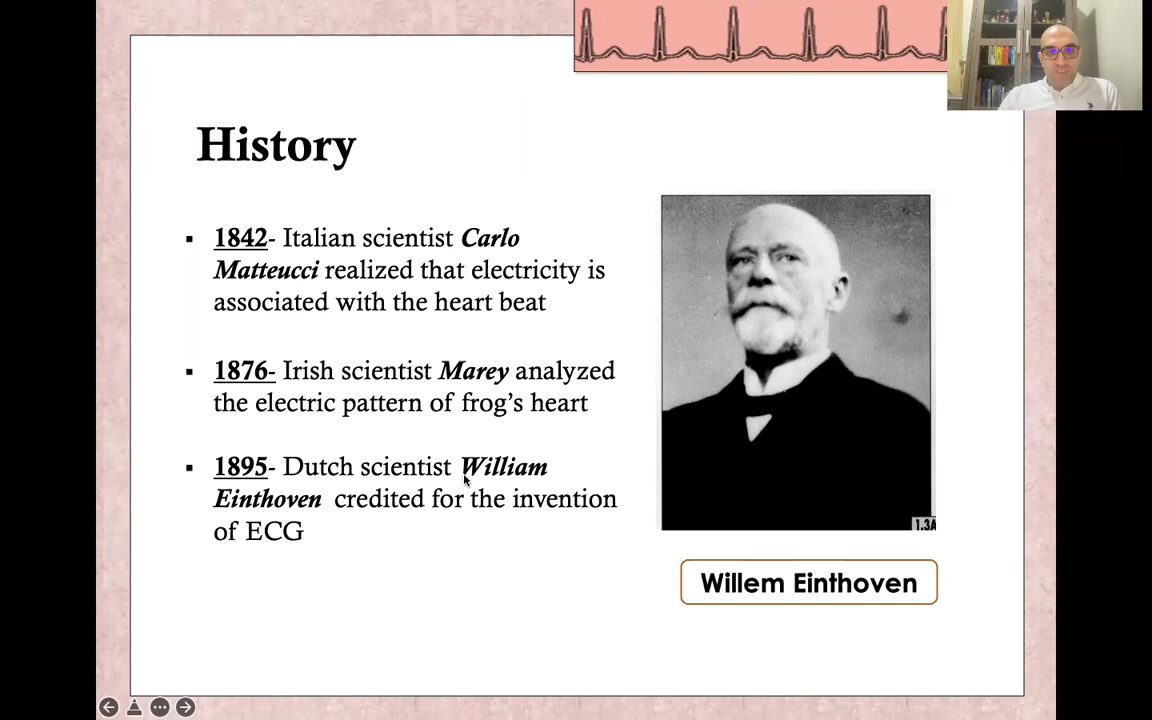 History
▪ 1842- Italian scientist Carlo
Matteucci realized that electricity is
associated with the heart beat
▪ 1876- Irish scientist Marey analyzed
the electric pattern of frog’s heart
▪ 1895- Dutch scientist William
Einthoven credited for the invention
of ECG
1.3A
Willem Einthoven